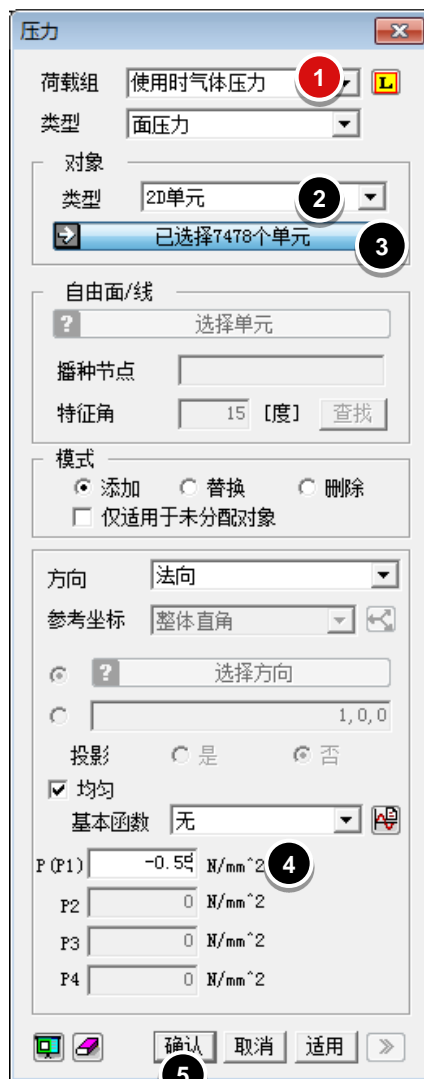 压力
荷载组 使用时气体压力 1 L
类型 面压力
对象
类型 2D单元 2
已选择7478个单元 3
自由面/线
? 选择单元
播种节点
特征角 15 [度] 查找
模式
添加 替换 删除
仅适用于未分配对象
方向 法向
参考坐标 整体直角
? 选择方向
1,0,0
投影 是 否
均匀
基本函数 无
P(P1) -0.55 N/mm^2 4
P2 0 N/mm^2
P3 0 N/mm^2
P4 0 N/mm^2
确认 取消 适用 >>
5